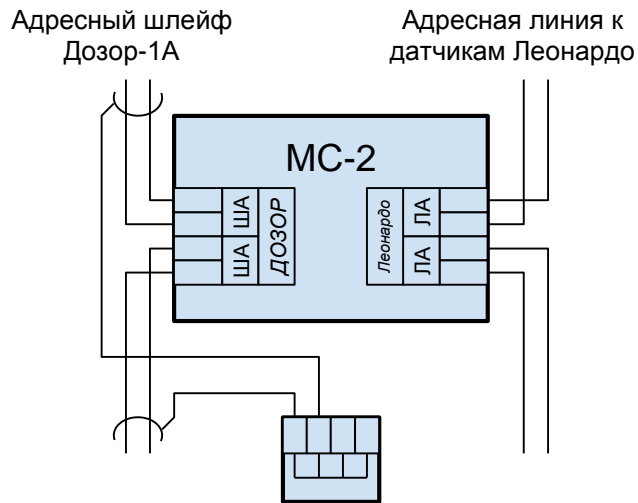 Адресный шлейф
Дозор-1А
Адресная линия к
датчикам Леонардо
МС-2
ША
ША
ДОЗОР
Леонардо
ЛА
ЛА